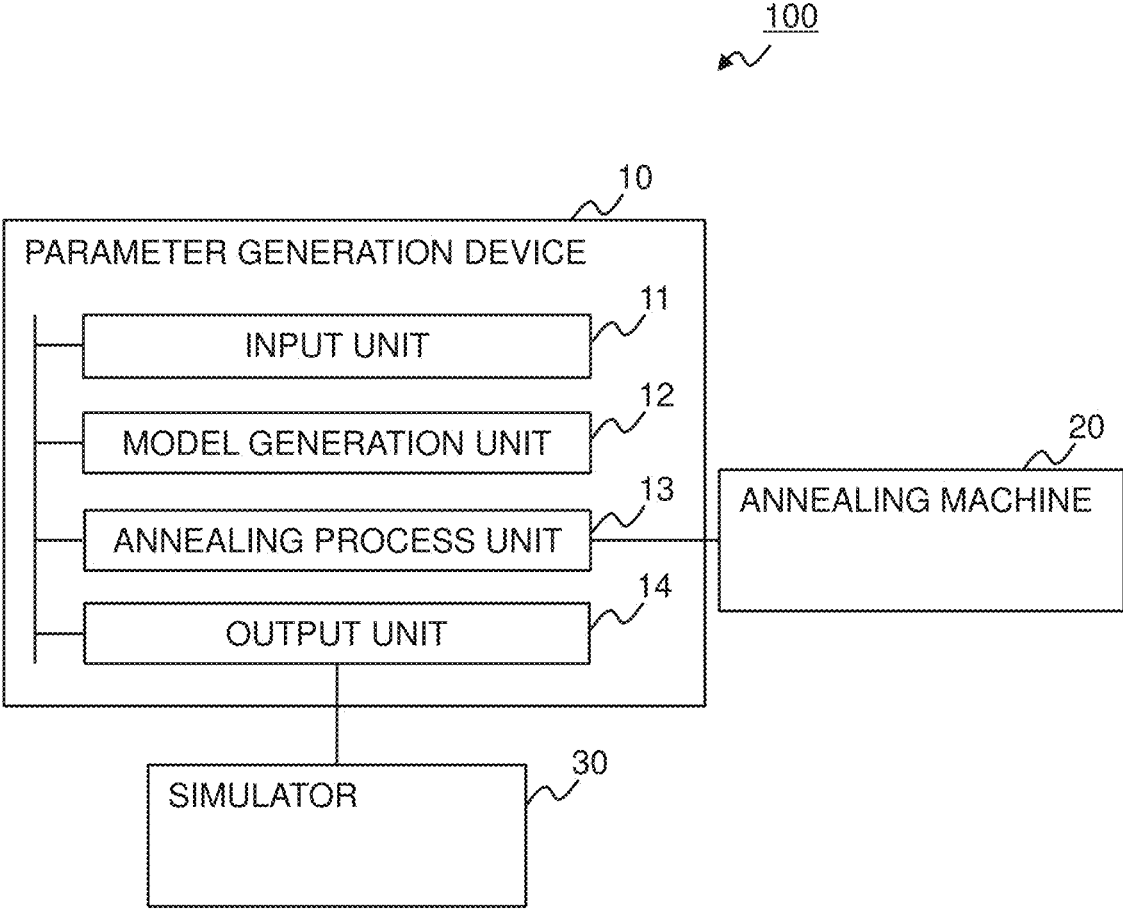 100
10
PARAMETER GENERATION DEVICE
11
INPUT UNIT
12
MODEL GENERATION UNIT
20
ANNEALING MACHINE
13
ANNEALING PROCESS UNIT
14
OUTPUT UNIT
30
SIMULATOR